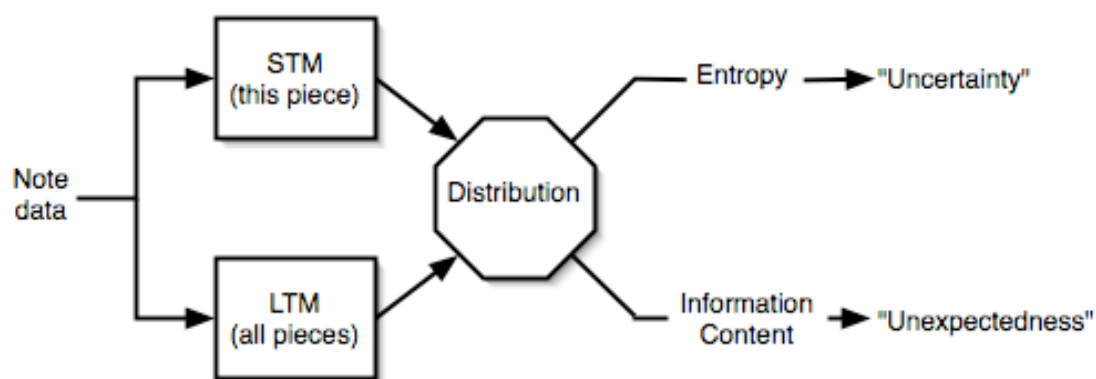 Note
data
STM
(this piece)
LTM
(all pieces)
Distribution
Entropy
"Uncertainty"
Information
Content
"Unexpectedness"